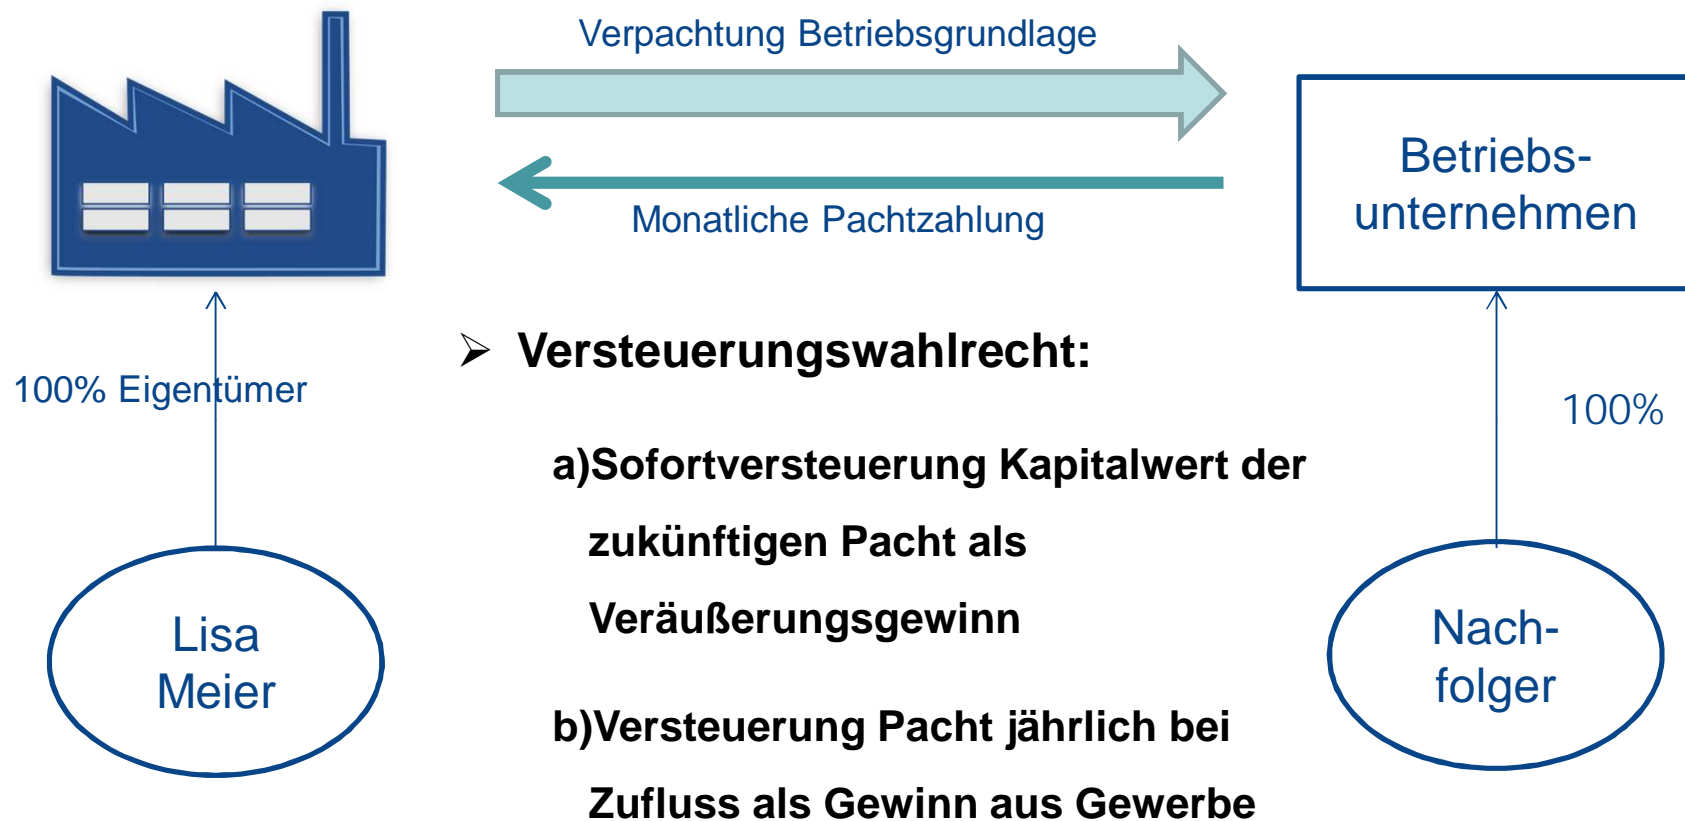 Verpachtung Betriebsgrundlage
Monatliche Pachtzahlung
Betriebs-
unternehmen
100% Eigentümer
➢ Versteuerungswahlrecht:
100%
a)Sofortversteuerung Kapitalwert der
zukünftigen Pacht als
Veräußerungsgewinn
b)Versteuerung Pacht jährlich bei
Zufluss als Gewinn aus Gewerbe
Lisa
Meier
Nach-
folger